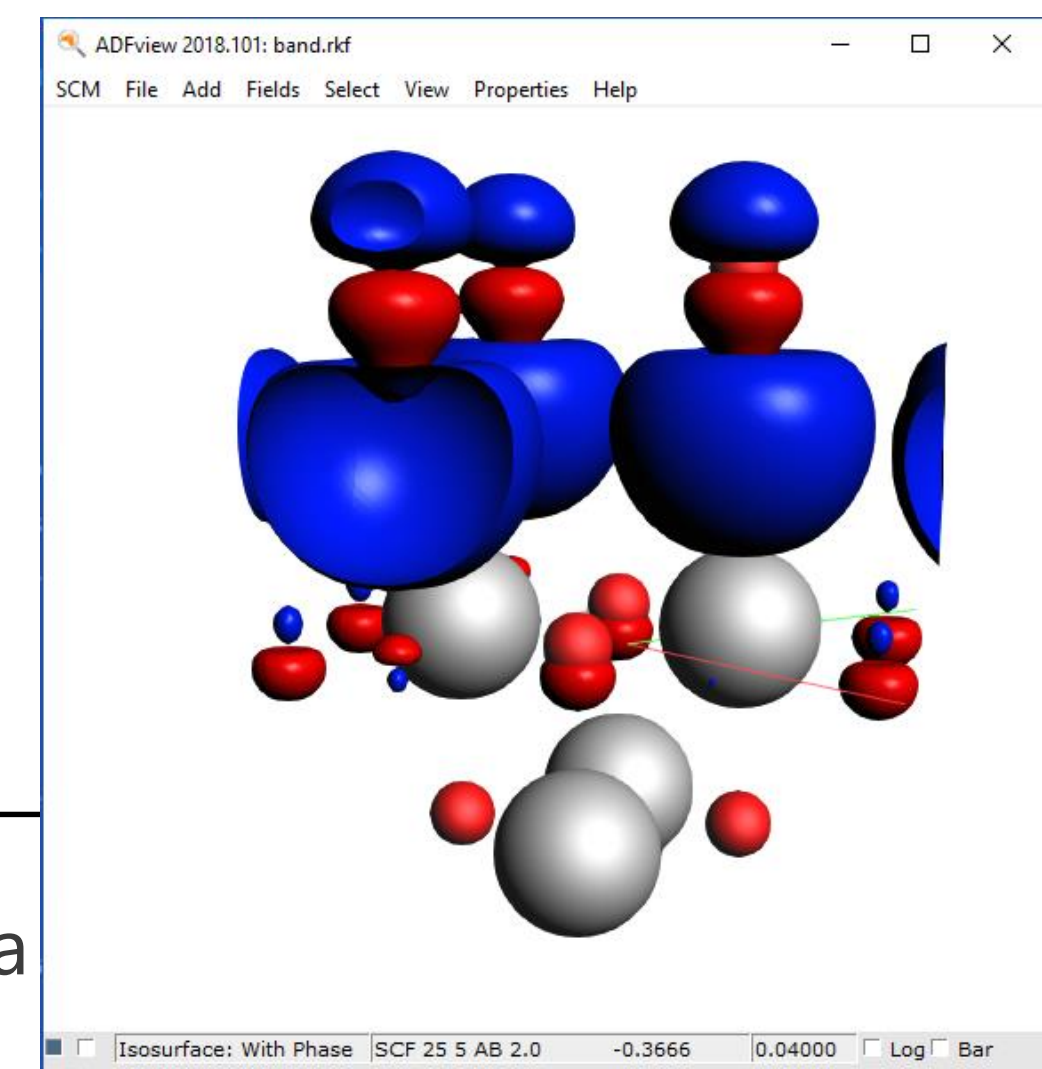 ADFview 2018.101: band.rkf
SCM File Add Fields Select View Properties Help
a
Isosurface: With Phase SCF 25 5 AB 2.0 -0.3666 0.04000 Log Bar